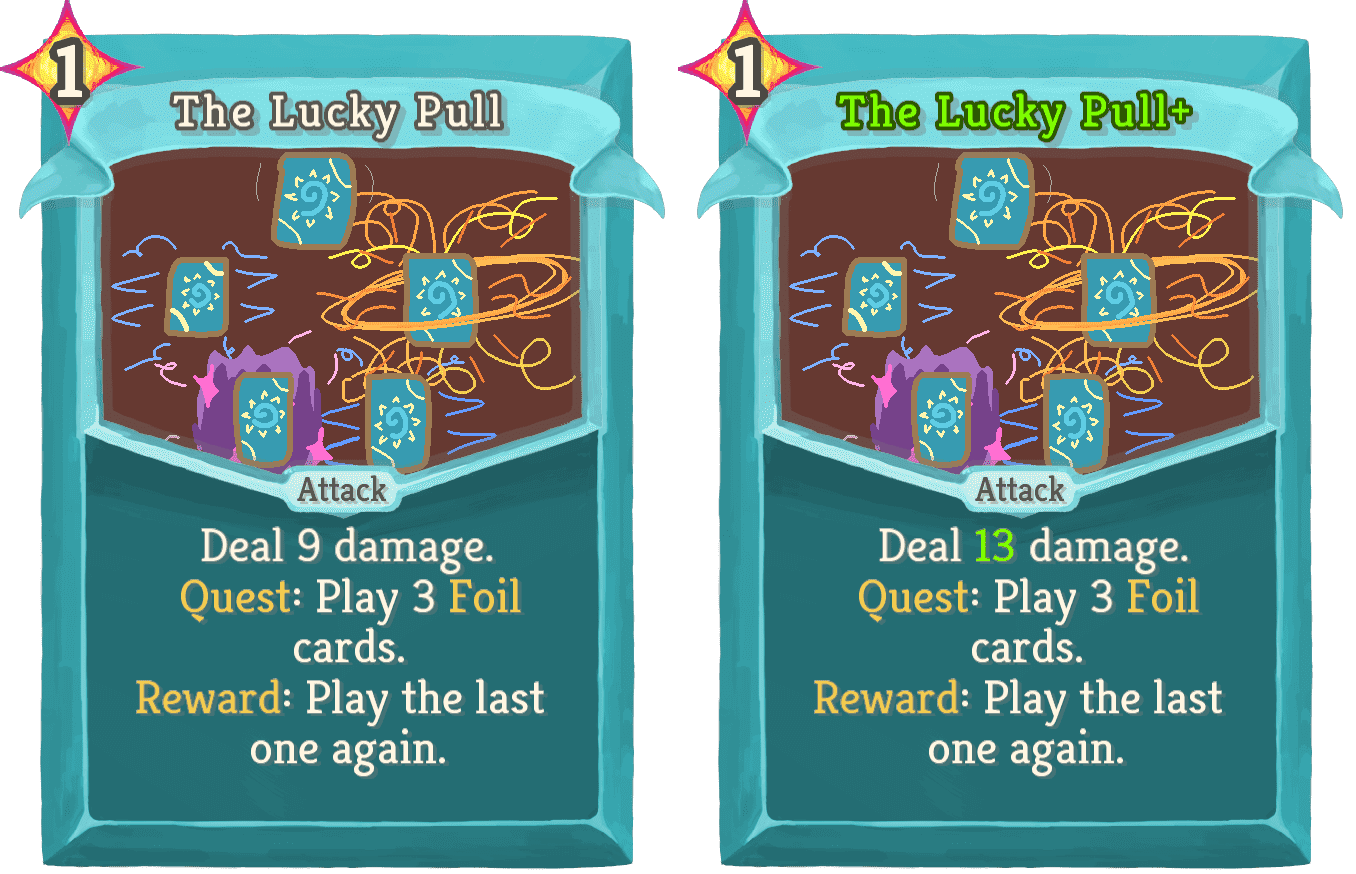 1
The Lucky Pull
Attack
Deal 9 damage.
Quest: Play 3 Foil
cards.
Reward: Play the last
one again.
1
The Lucky Pull+
Attack
Deal 13 damage.
Quest: Play 3 Foil
cards.
Reward: Play the last
one again.